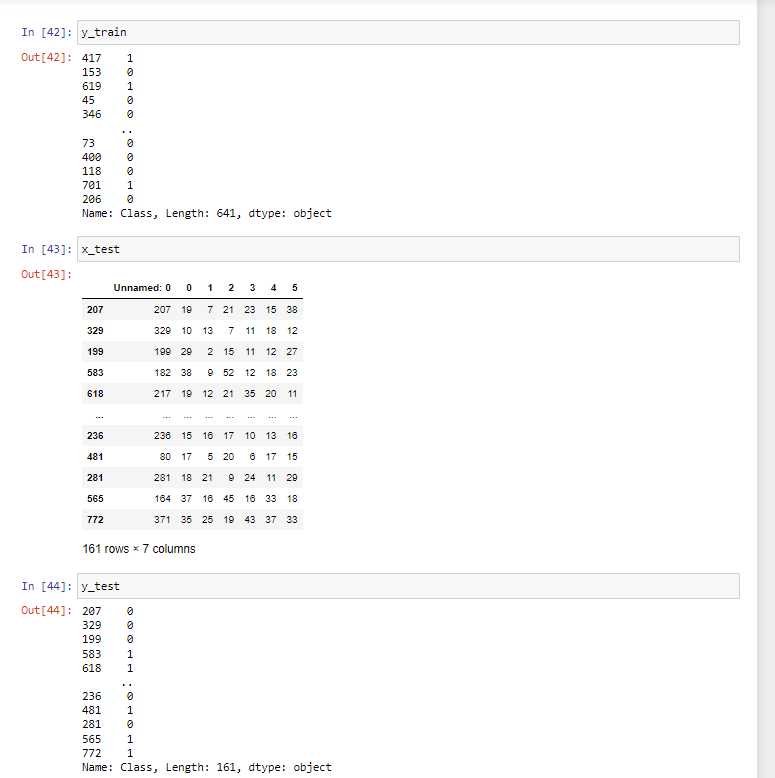 In [42]: y_train
Out[42]: 417 1
153 0
619 1
45 0
346 0
..
73 0
400 0
118 0
701 1
206 0
Name: Class, Length: 641, dtype: object
In [43]: x_test
Out[43]:
Unnamed: 0 0 1 2 3 4 5
207 207 19 7 21 23 15 38
329 329 10 13 7 11 18 12
199 199 29 2 15 11 12 27
583 182 38 9 52 12 18 23
618 217 19 12 21 35 20 11
... ... ... ... ... ... ... ...
236 236 15 16 17 10 13 16
481 80 17 5 20 6 17 15
281 281 18 21 9 24 11 29
565 164 37 16 45 16 33 18
772 371 35 25 19 43 37 33
161 rows × 7 columns
In [44]: y_test
Out[44]: 207 0
329 0
199 0
583 1
618 1
..
236 0
481 1
281 0
565 1
772 1
Name: Class, Length: 161, dtype: object